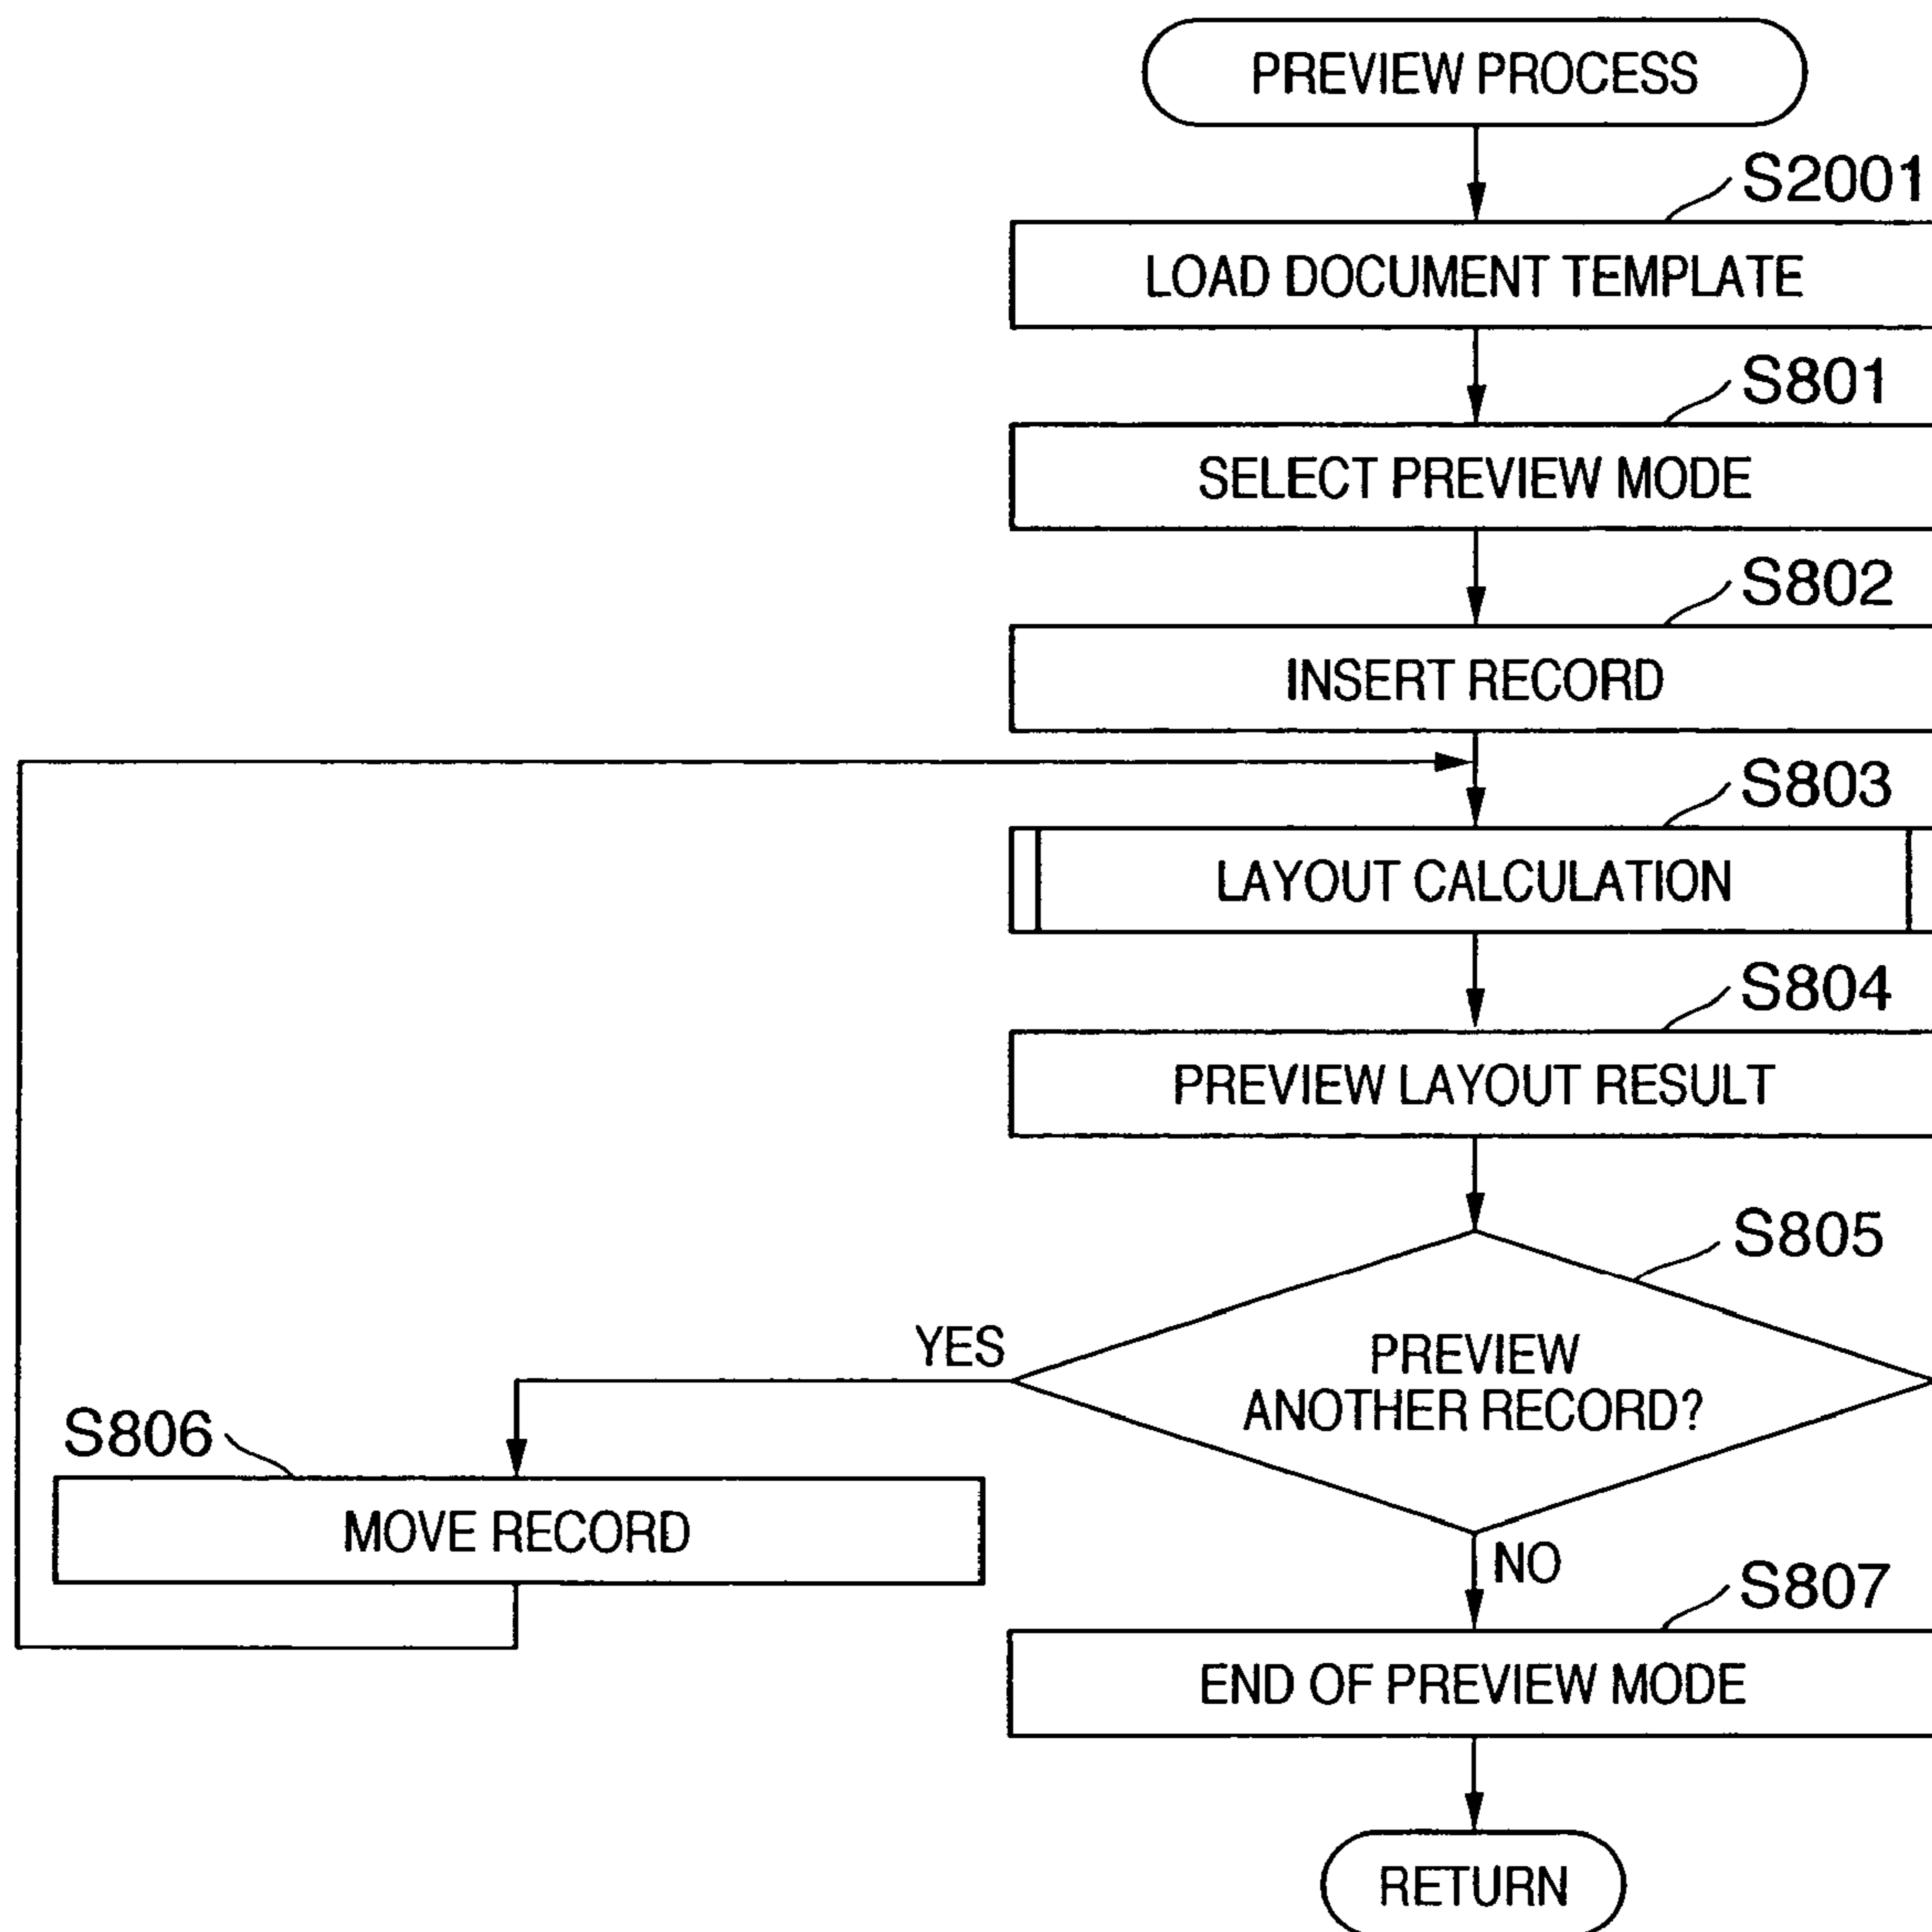 PREVIEW PROCESS
S2001
LOAD DOCUMENT TEMPLATE
S801
SELECT PREVIEW MODE
S802
INSERT RECORD
S803
LAYOUT CALCULATION
S804
PREVIEW LAYOUT RESULT
S805
PREVIEW
ANOTHER RECORD?
YES
S806
MOVE RECORD
NO
S807
END OF PREVIEW MODE
RETURN